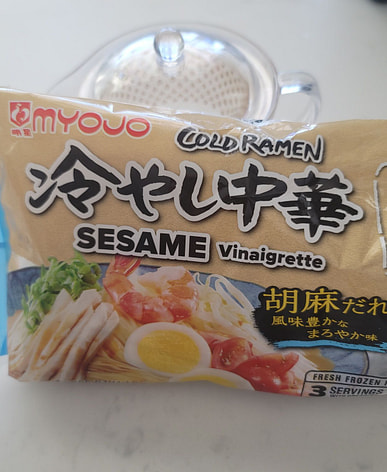 明星
MYOJO
COLD RAMEN
冷やし中華
SESAME Vinaigrette
胡麻だれ
風味豊かな
まろやか味
FRESH FROZEN
3 SERVINGS